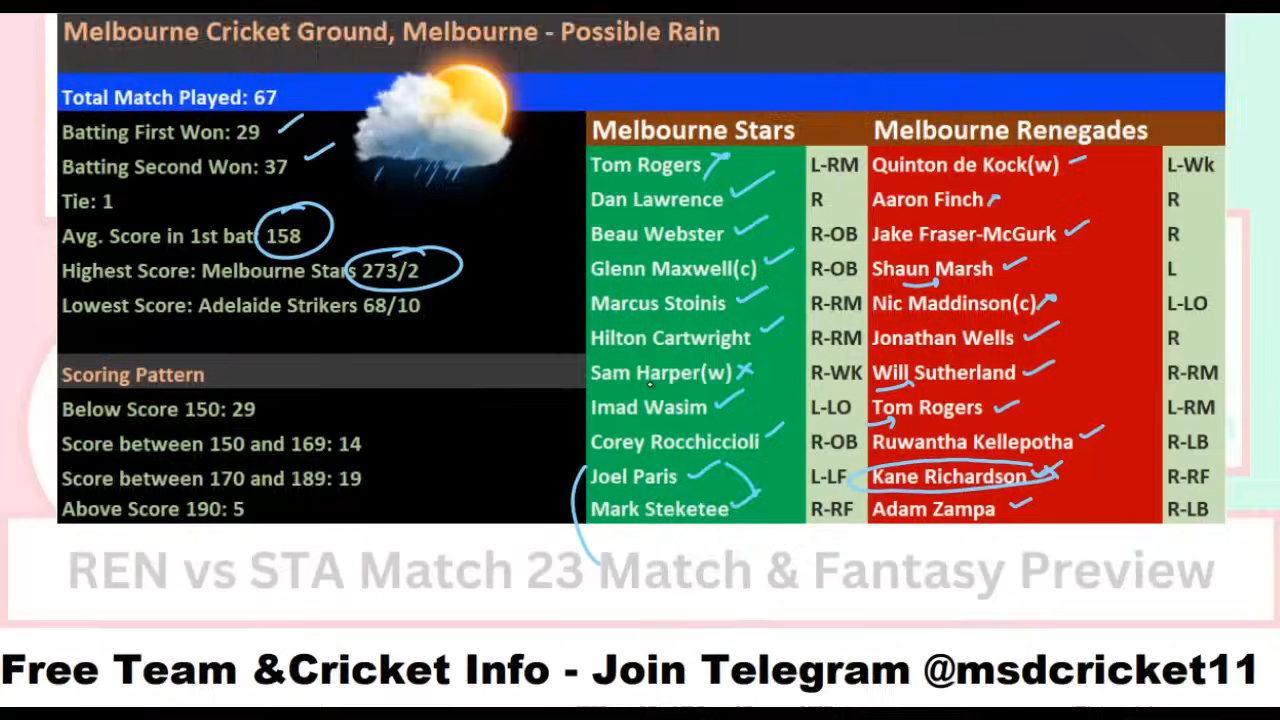 Melbourne Cricket Ground, Melbourne - Possible Rain
Total Match Played: 67
Batting First Won: 29
Batting Second Won: 37
Tie: 1
Avg. Score in 1st bat: 158
Highest Score: Melbourne Stars 273/2
Lowest Score: Adelaide Strikers 68/10
Scoring Pattern
Below Score 150: 29
Score between 150 and 169: 14
Score between 170 and 189: 19
Above Score 190: 5
Melbourne Stars Melbourne Renegades
Tom Rogers L-RM Quinton de Kock(w) L-Wk
Dan Lawrence R Aaron Finch R
Beau Webster R-OB Jake Fraser-McGurk R
Glenn Maxwell(c) R-OB Shaun Marsh L
Marcus Stoinis R-RM Nic Maddinson(c) L-LO
Hilton Cartwright R-RM Jonathan Wells R
Sam Harper(w) R-WK Will Sutherland R-RM
Imad Wasim L-LO Tom Rogers L-RM
Corey Rocchiccioli R-OB Ruwantha Kellepotha R-LB
Joel Paris L-LF Kane Richardson R-RF
Mark Steketee R-RF Adam Zampa R-LB
REN vs STA Match 23 Match & Fantasy Preview
Free Team &Cricket Info - Join Telegram @msdcricket11